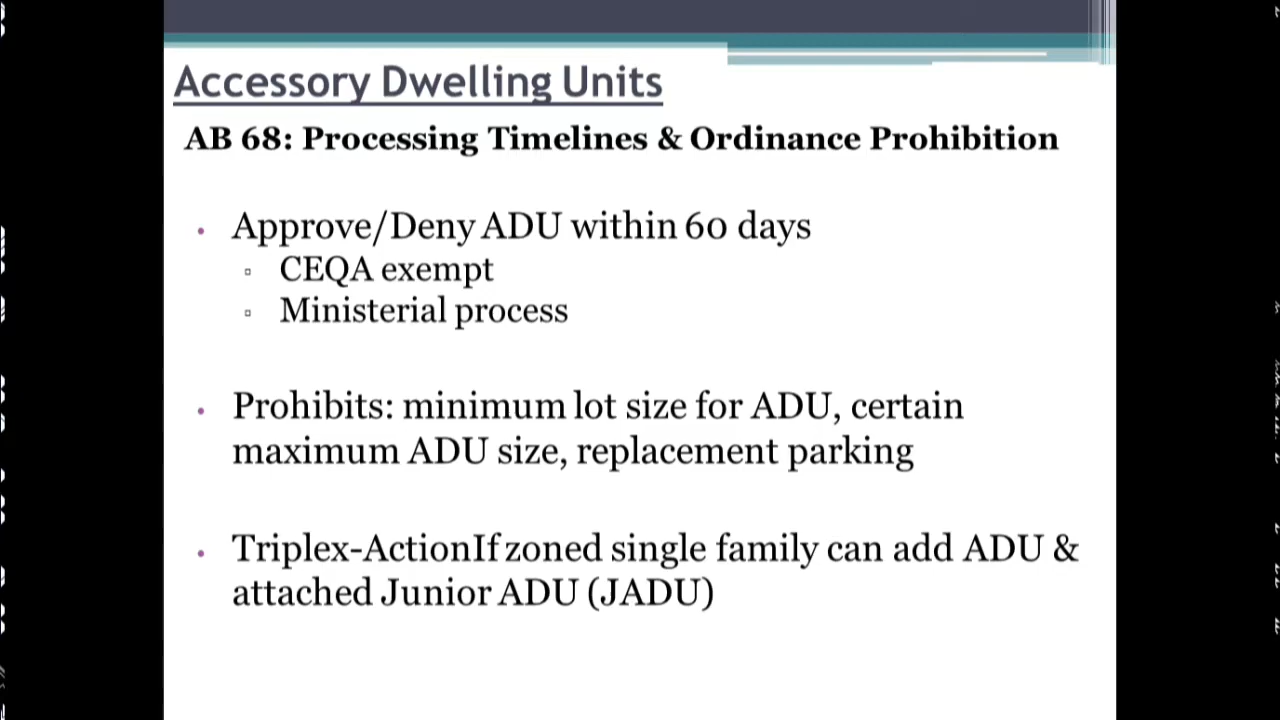 Accessory Dwelling Units
AB 68: Processing Timelines & Ordinance Prohibition
Approve/Deny ADU within 60 days
CEQA exempt
Ministerial process
Prohibits: minimum lot size for ADU, certain
maximum ADU size, replacement parking
Triplex-ActionIf zoned single family can add ADU &
attached Junior ADU (JADU)